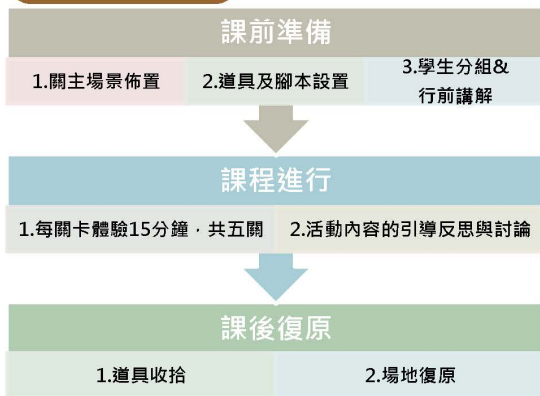 課前準備
1.關主場景佈置
2.道具及腳本設置
3.學生分組&
行前講解
課程進行
1.每關卡體驗15分鐘，共五關
2.活動內容的引導反思與討論
課後復原
1.道具收拾
2.場地復原